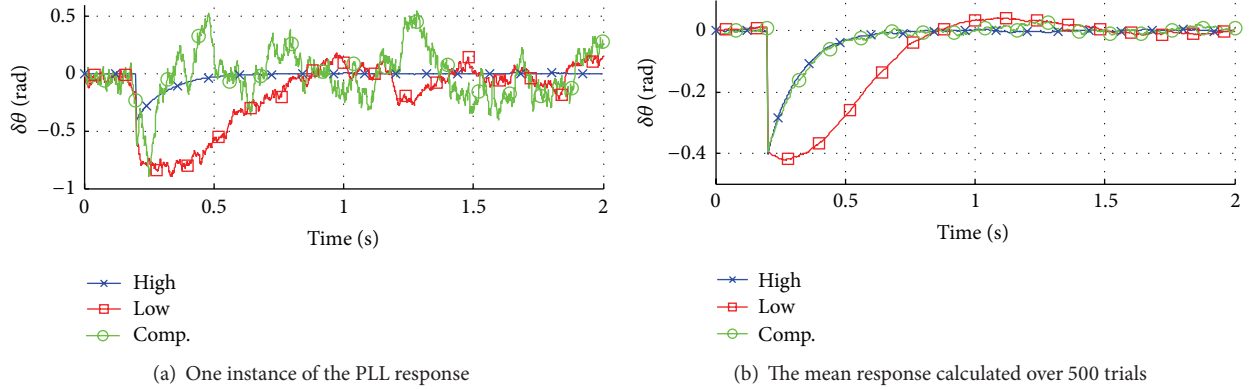 0.5
0
−0.5
−1
δθ (rad)
0 0.5 1 1.5 2
Time (s)
High
Low
Comp.
(a) One instance of the PLL response
0
−0.2
−0.4
δθ (rad)
0 0.5 1 1.5 2
Time (s)
High
Low
Comp.
(b) The mean response calculated over 500 trials